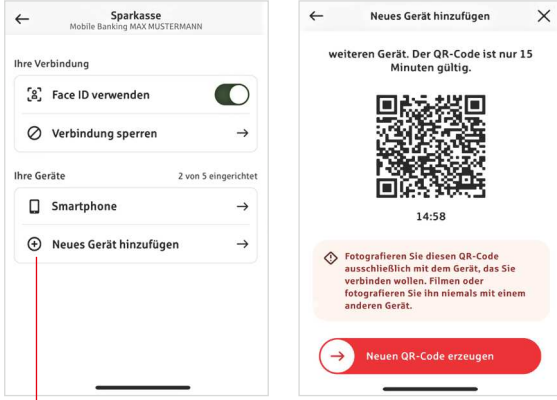 Sparkasse
Mobile Banking MAX MUSTERMANN
Ihre Verbindung
Face ID verwenden
Verbindung sperren
Ihre Geräte 2 von 5 eingerichtet
Smartphone
Neues Gerät hinzufügen
Neues Gerät hinzufügen
weiteren Gerät. Der QR-Code ist nur 15
Minuten gültig.
14:58
Fotografieren Sie diesen QR-Code
ausschließlich mit dem Gerät, das Sie
verbinden wollen. Filmen oder
fotografieren Sie ihn niemals mit einem
anderen Gerät.
Neuen QR-Code erzeugen